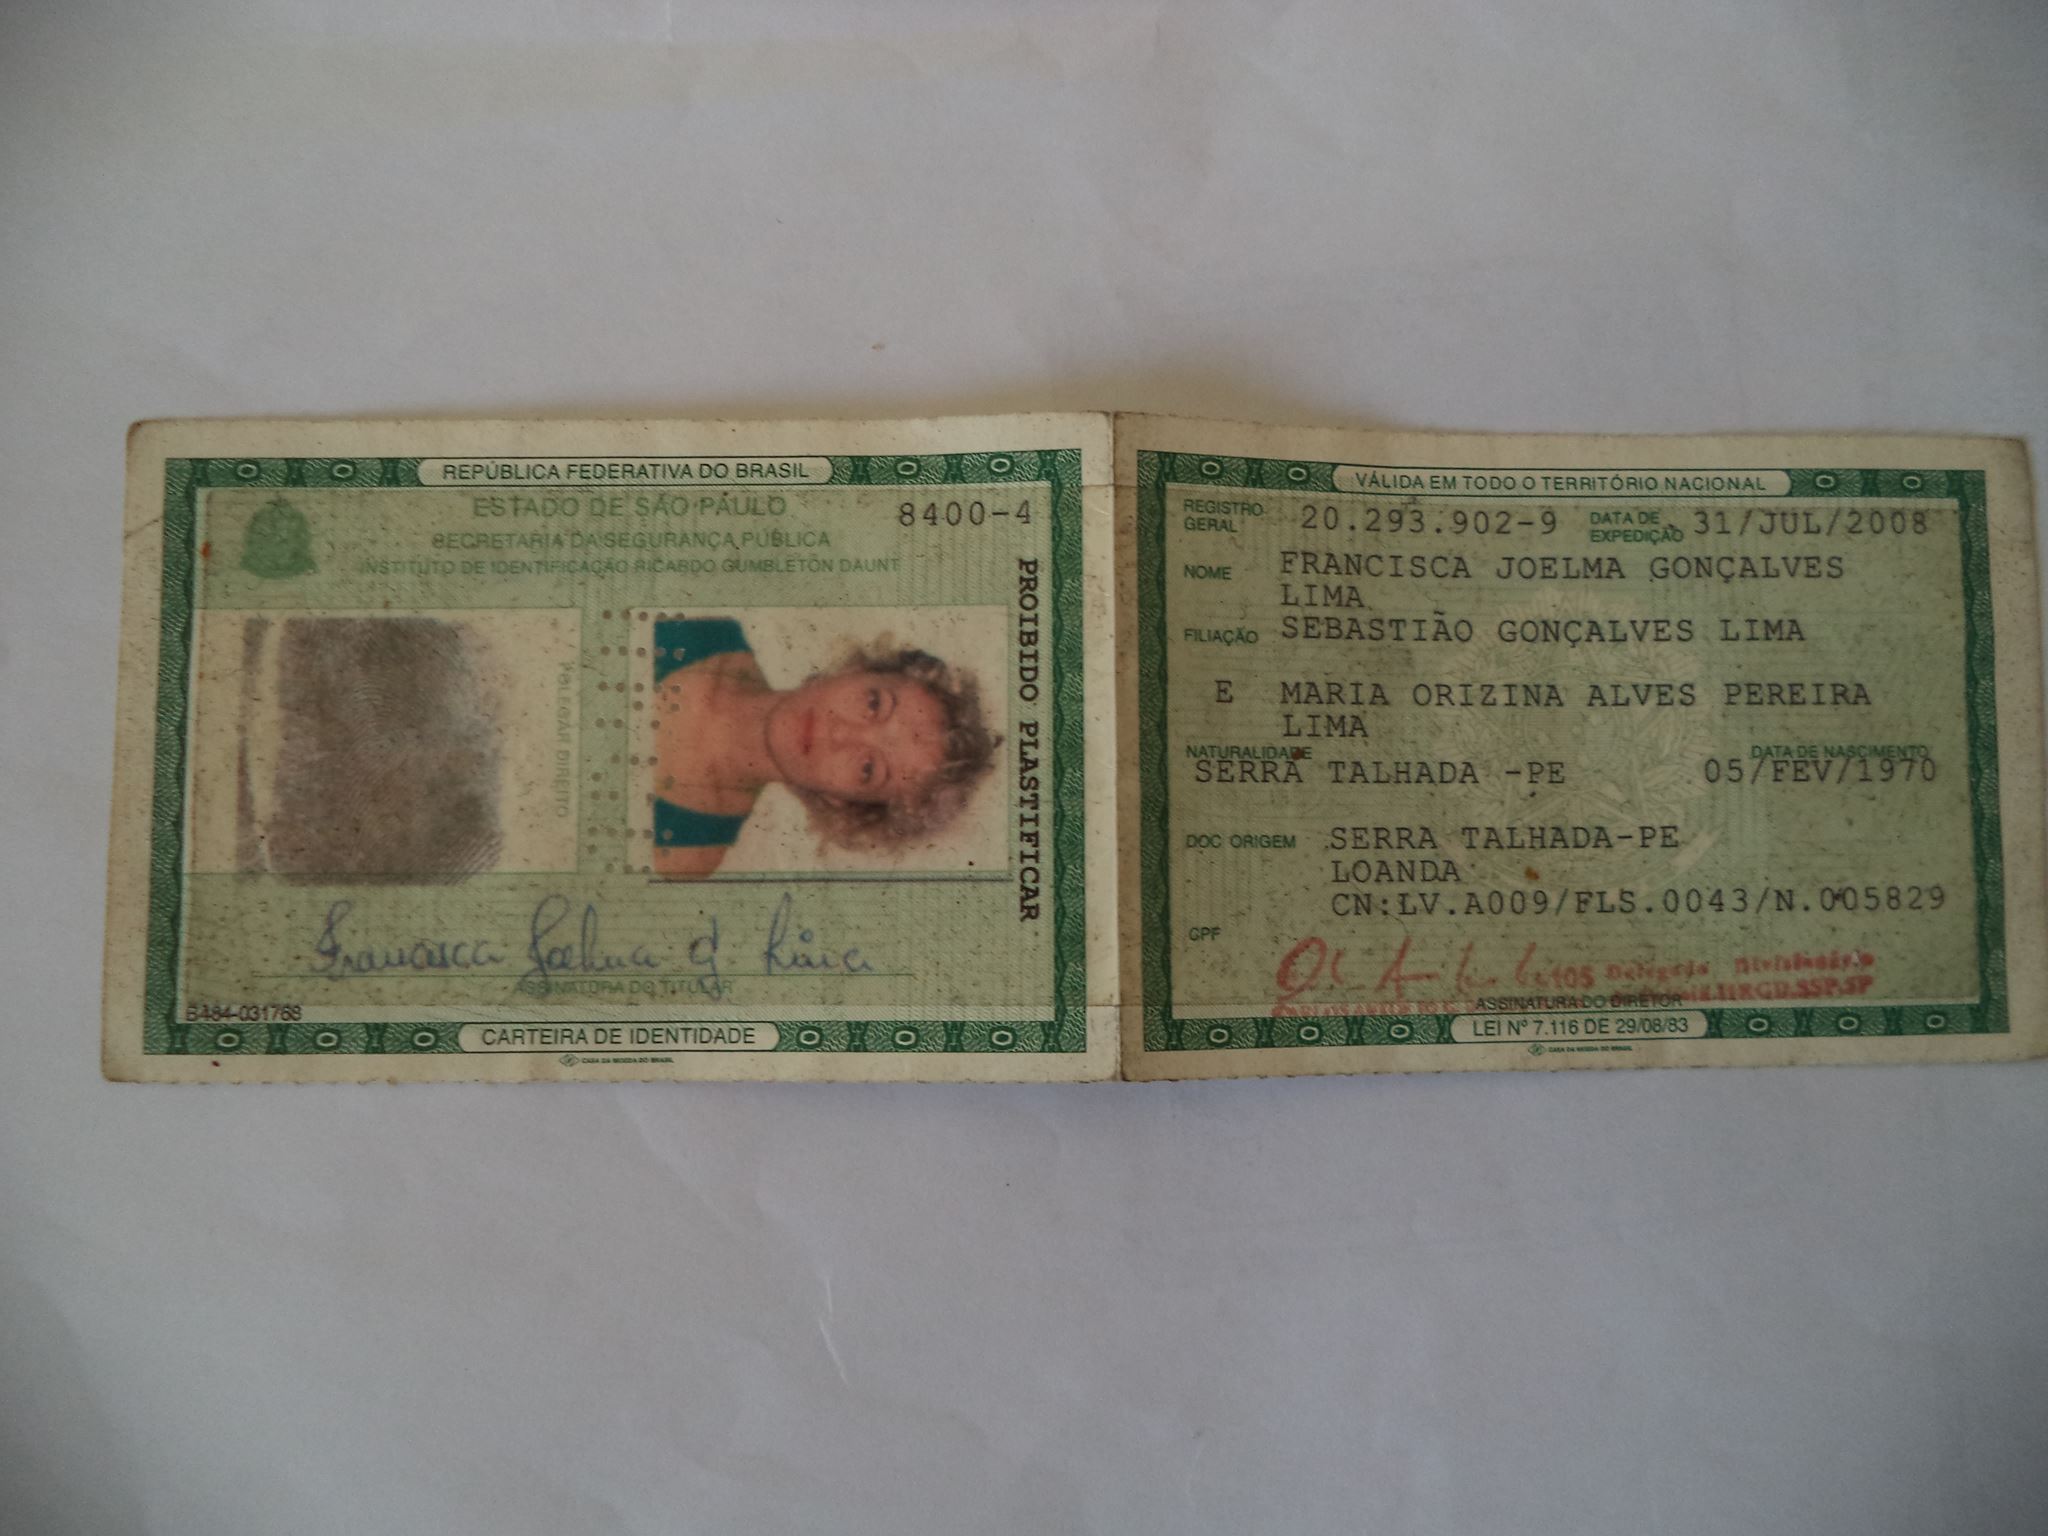 REPÚBLICA FEDERATIVA DO BRASIL
ESTADO DE SÃO PAULO
8400-4
SECRETARIA DA SEGURANÇA PÚBLICA
INSTITUTO DE IDENTIFICAÇÃO RICARDO GUMBLETON DAUNT
POLEGAR DIREITO
PROIBIDO PLASTIFICAR
Francisca Joelma G Lima
ASSINATURA DO TITULAR
B484-031768
CARTEIRA DE IDENTIDADE
CASA DA MOEDA DO BRASIL
VÁLIDA EM TODO O TERRITÓRIO NACIONAL
REGISTRO GERAL 20.293.902-9 DATA DE EXPEDIÇÃO 31/JUL/2008
NOME FRANCISCA JOELMA GONÇALVES
LIMA
FILIAÇÃO SEBASTIÃO GONÇALVES LIMA
E MARIA ORIZINA ALVES PEREIRA
LIMA
NATURALIDADE DATA DE NASCIMENTO
SERRA TALHADA -PE 05/FEV/1970
DOC ORIGEM SERRA TALHADA-PE
LOANDA
CN:LV.A009/FLS.0043/N.005829
CPF
105 Delegado Divisionário
IIRGD.SSP.SP
ASSINATURA DO DIRETOR
LEI Nº 7.116 DE 29/08/83
CASA DA MOEDA DO BRASIL